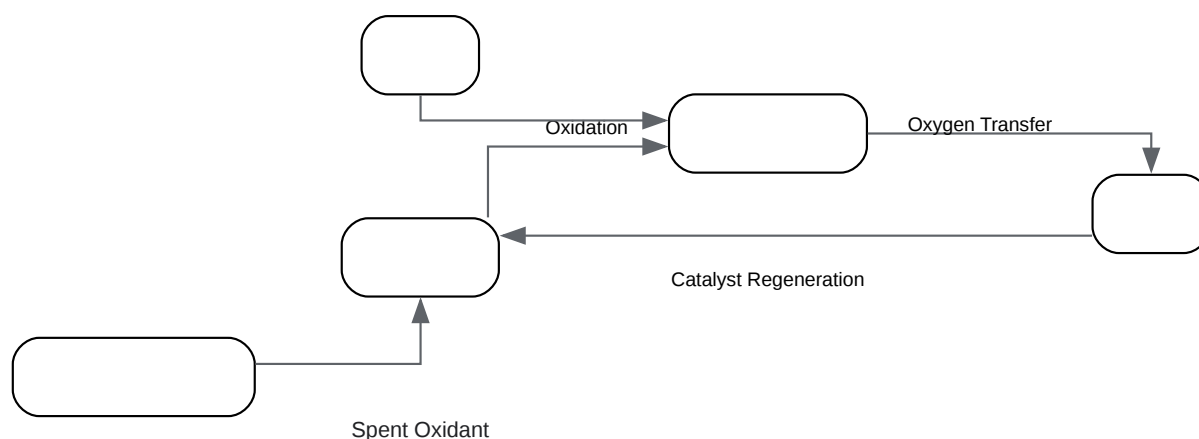 Oxidation
Oxygen Transfer
Catalyst Regeneration
Spent Oxidant